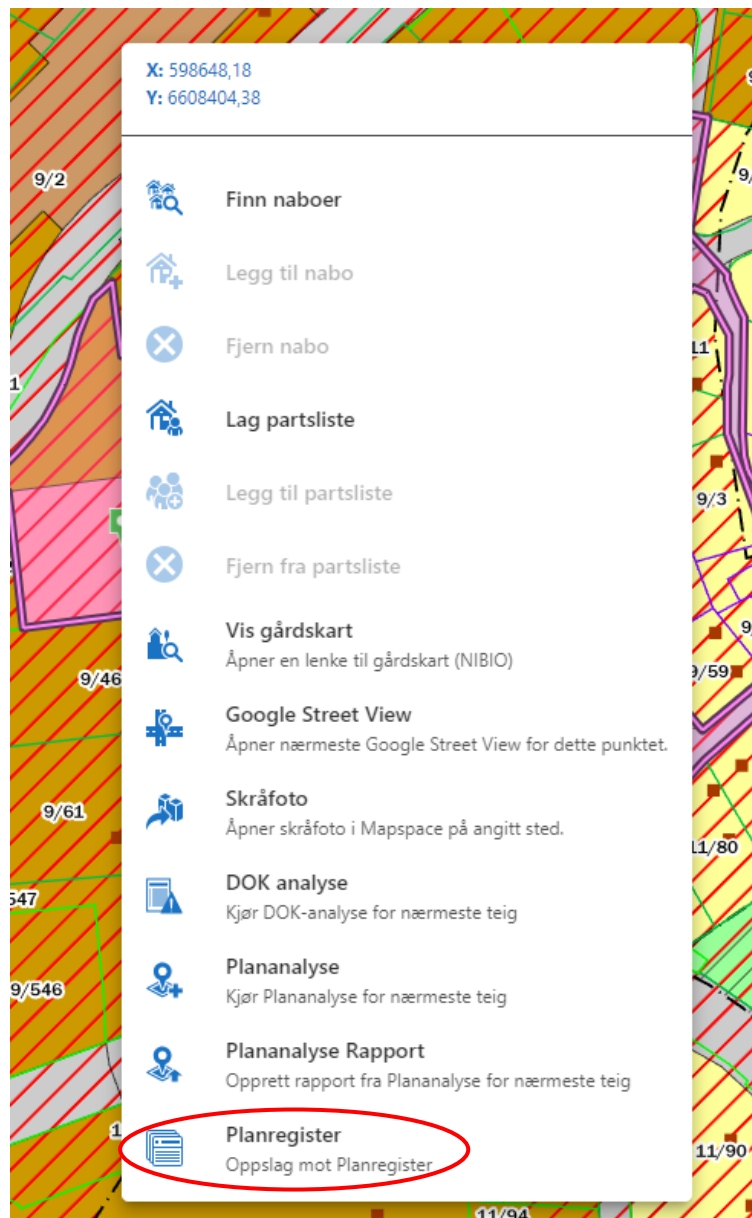 X: 598648,18
Y: 6608404,38
9/2
Finn naboer
Legg til nabo
Fjern nabo
11
1
Lag partsliste
Legg til partsliste
9/3
Fjern fra partsliste
Vis gårdskart
Åpner en lenke til gårdskart (NIBIO)
9/46
9/59
Google Street View
Åpner nærmeste Google Street View for dette punktet.
Skråfoto
Åpner skråfoto i Mapspace på angitt sted.
9/61
11/80
DOK analyse
Kjør DOK-analyse for nærmeste teig
547
Plananalyse
Kjør Plananalyse for nærmeste teig
9/546
Plananalyse Rapport
Opprett rapport fra Plananalyse for nærmeste teig
1
Planregister
Oppslag mot Planregister
11/90
11/94